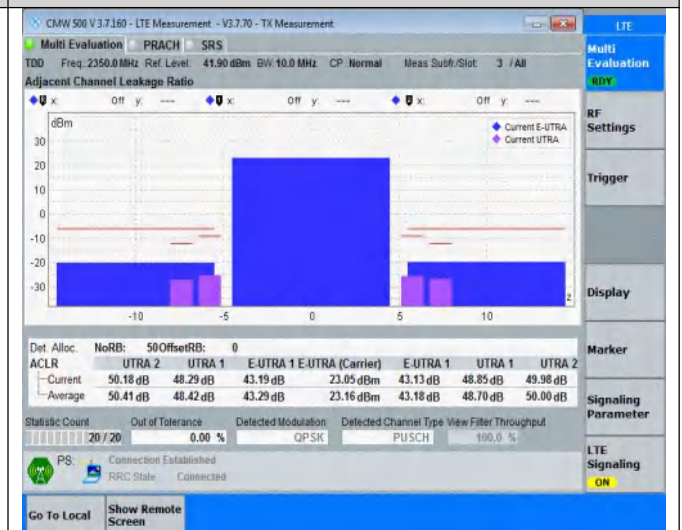 CMW 500 V 3.7.160 - LTE Measurement - V3.7.70 - TX Measurement
LTE
Multi Evaluation PRACH SRS
TDD Freq.:2350.0 MHz Ref. Level: 41.90 dBm BW:10.0 MHz CP :Normal Meas Subfr./Slot: 3 / All
Adjacent Channel Leakage Ratio
x: Off y: --- x: Off y: --- x: Off y: ---
dBm
Current E-UTRA
Current UTRA
30
20
10
0
-10
-20
-30
z
-10 -5 0 5 10
Det. Alloc. NoRB: 50OffsetRB: 0
ACLR UTRA 2 UTRA 1 E-UTRA 1 E-UTRA (Carrier) E-UTRA 1 UTRA 1 UTRA 2
Current 50.18 dB 48.29 dB 43.19 dB 23.05 dBm 43.13 dB 48.85 dB 49.98 dB
Average 50.41 dB 48.42 dB 43.29 dB 23.16 dBm 43.18 dB 48.70 dB 50.00 dB
Statistic Count Out of Tolerance Detected Modulation Detected Channel Type View Filter Throughput
20 / 20 0.00 % QPSK PUSCH 100.0 %
PS: Connection Established
RRC State Connected
Multi
Evaluation
RDY
RF
Settings
Trigger
Display
Marker
Signaling
Parameter
LTE
Signaling
ON
Go To Local
Show Remote
Screen